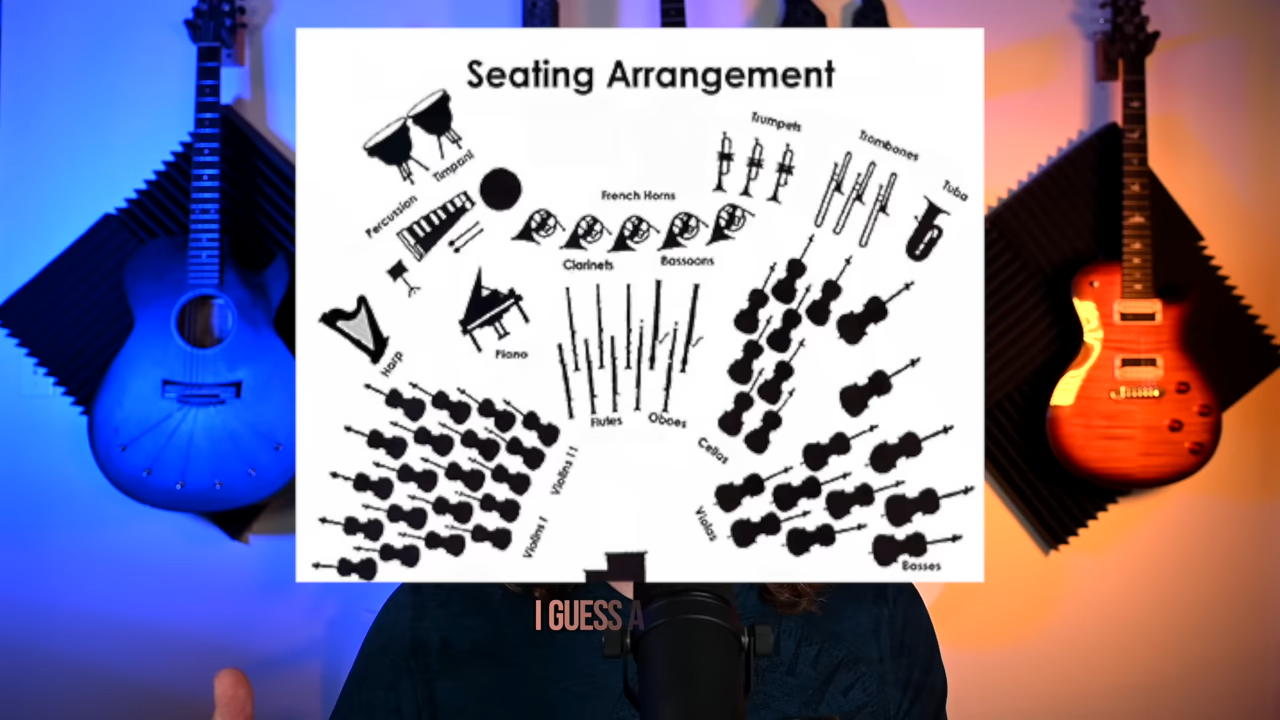 Seating Arrangement
Timpani
Percussion
French Horns
Trumpets
Trombones
Tuba
Clarinets
Bassoons
Harp
Piano
Flutes
Oboes
Cellos
Violins II
Violins I
Violas
Basses
I GUESS A